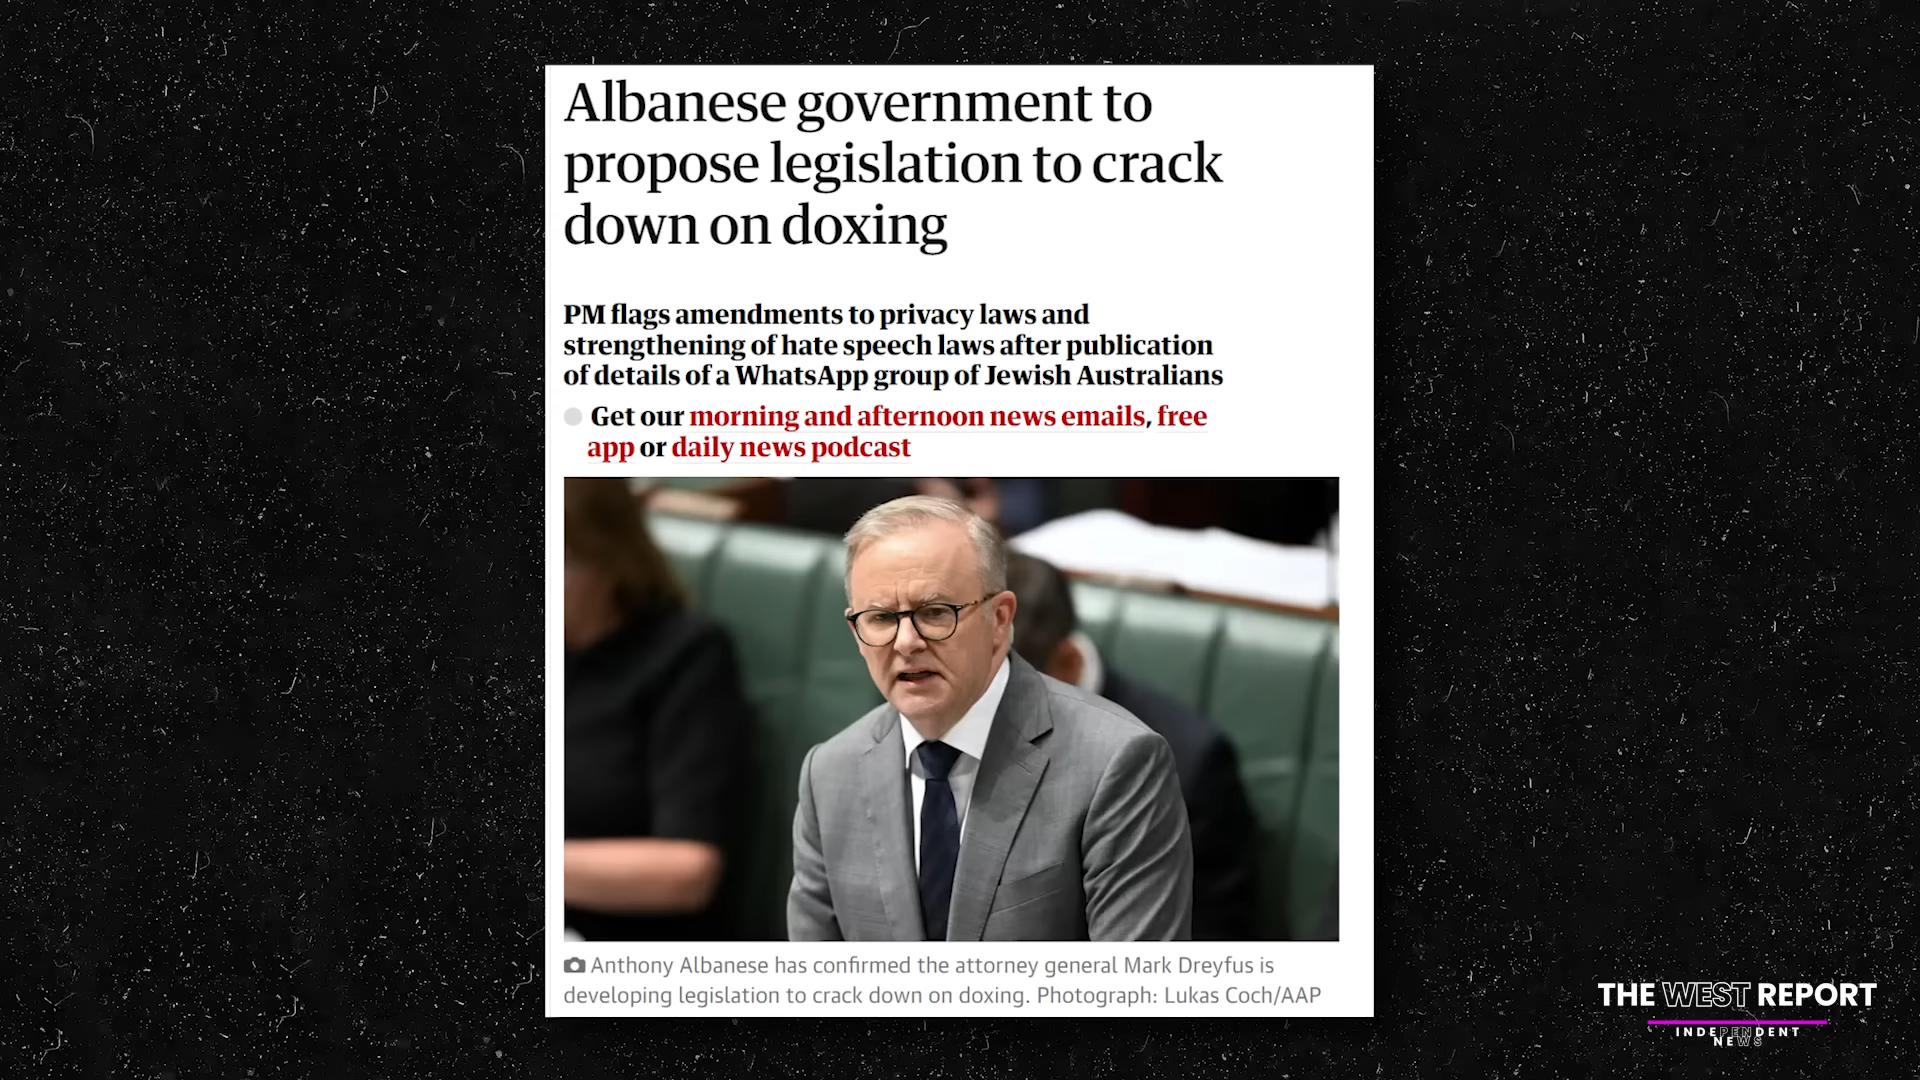 Albanese government to
propose legislation to crack
down on doxing
PM flags amendments to privacy laws and
strengthening of hate speech laws after publication
of details of a WhatsApp group of Jewish Australians
Get our morning and afternoon news emails, free
app or daily news podcast
Anthony Albanese has confirmed the attorney general Mark Dreyfus is
developing legislation to crack down on doxing. Photograph: Lukas Coch/AAP
THE WEST REPORT
INDEPENDENT
NEWS